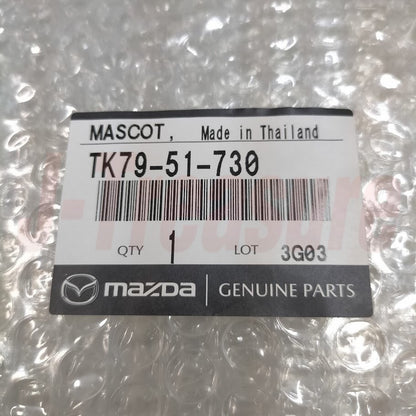 MASCOT, Made in Thailand
TK79-51-730
QTY 1 LOT 3G03
mazda GENUINE PARTS